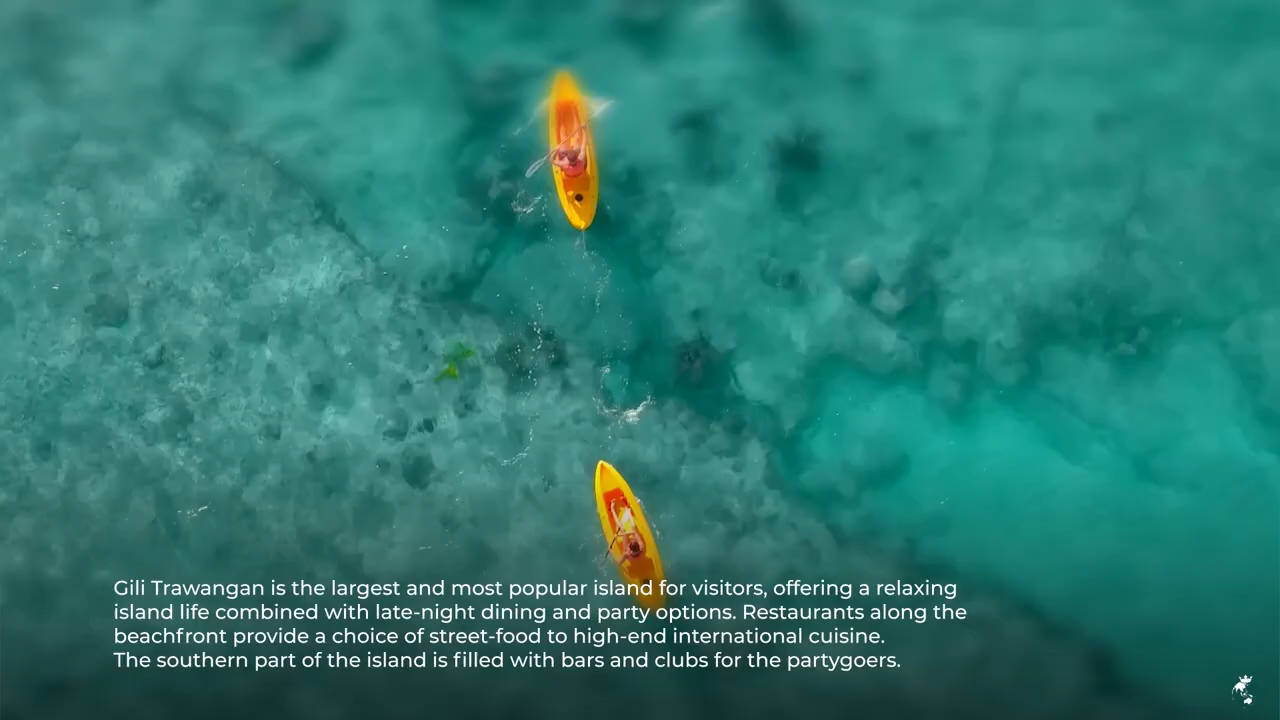 Gili Trawangan is the largest and most popular island for visitors, offering a relaxing
island life combined with late-night dining and party options. Restaurants along the
beachfront provide a choice of street-food to high-end international cuisine.
The southern part of the island is filled with bars and clubs for the partygoers.